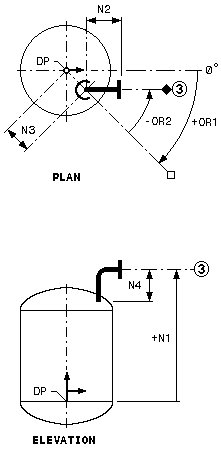 N2
DP
0°
3
N3
-OR2
+OR1
PLAN
3
N4
+N1
DP
ELEVATION